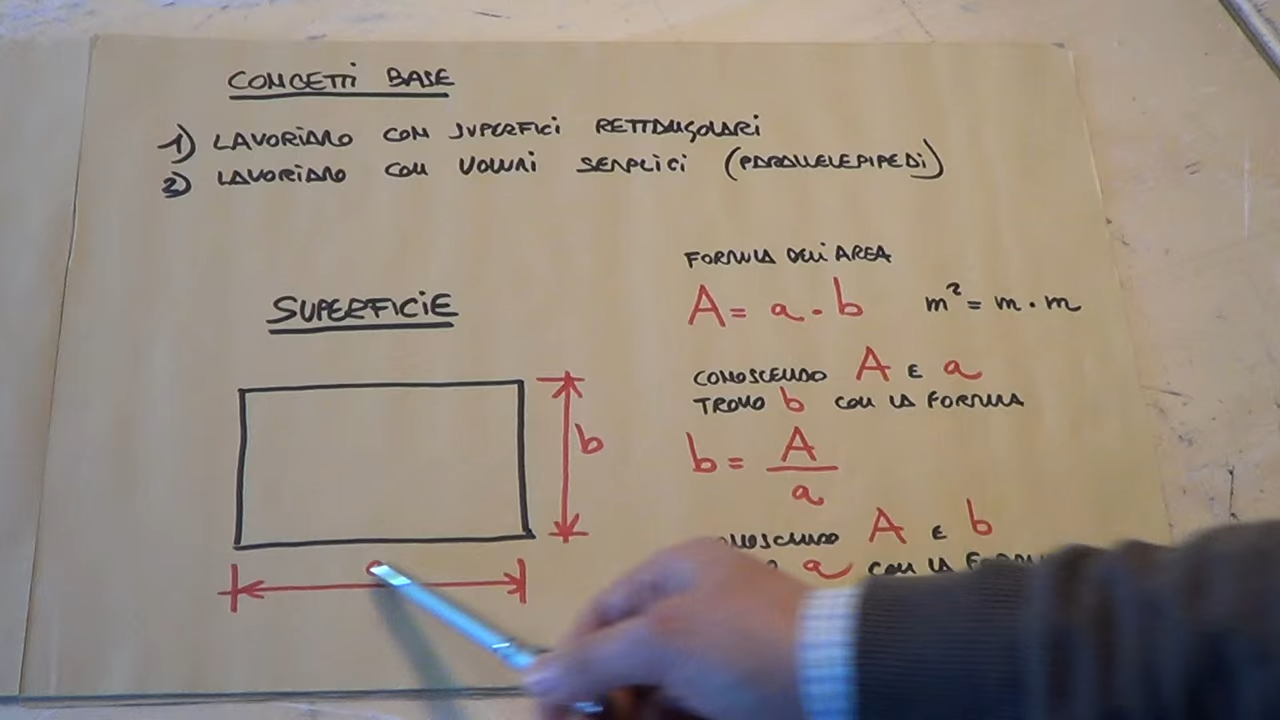 CONCETTI BASE
1) LAVORIAMO CON SUPERFICI RETTANGOLARI
2) LAVORIAMO CON VOLUMI SEMPLICI (PARALLELEPIPEDI)
SUPERFICIE
b
FORMULA DELL'AREA
A = a · b m² = m · m
CONOSCENDO A E a
TROVO b CON LA FORMULA
b = A
a
A E b
a CON LA